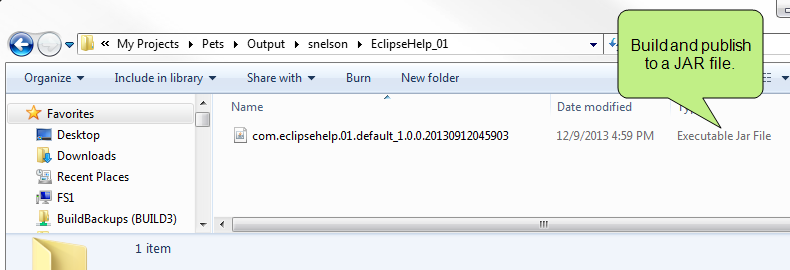 My Projects Pets Output snelson EclipseHelp_01
Build and publish
to a JAR file.
Organize Include in library Share with Burn New folder
Favorites
Desktop
Downloads
Recent Places
FS1
BuildBackups (BUILD3)
Name Date modified
com.eclipsehelp.01.default_1.0.0.20130912045903 12/9/2013 4:59 PM Executable Jar File
1 item